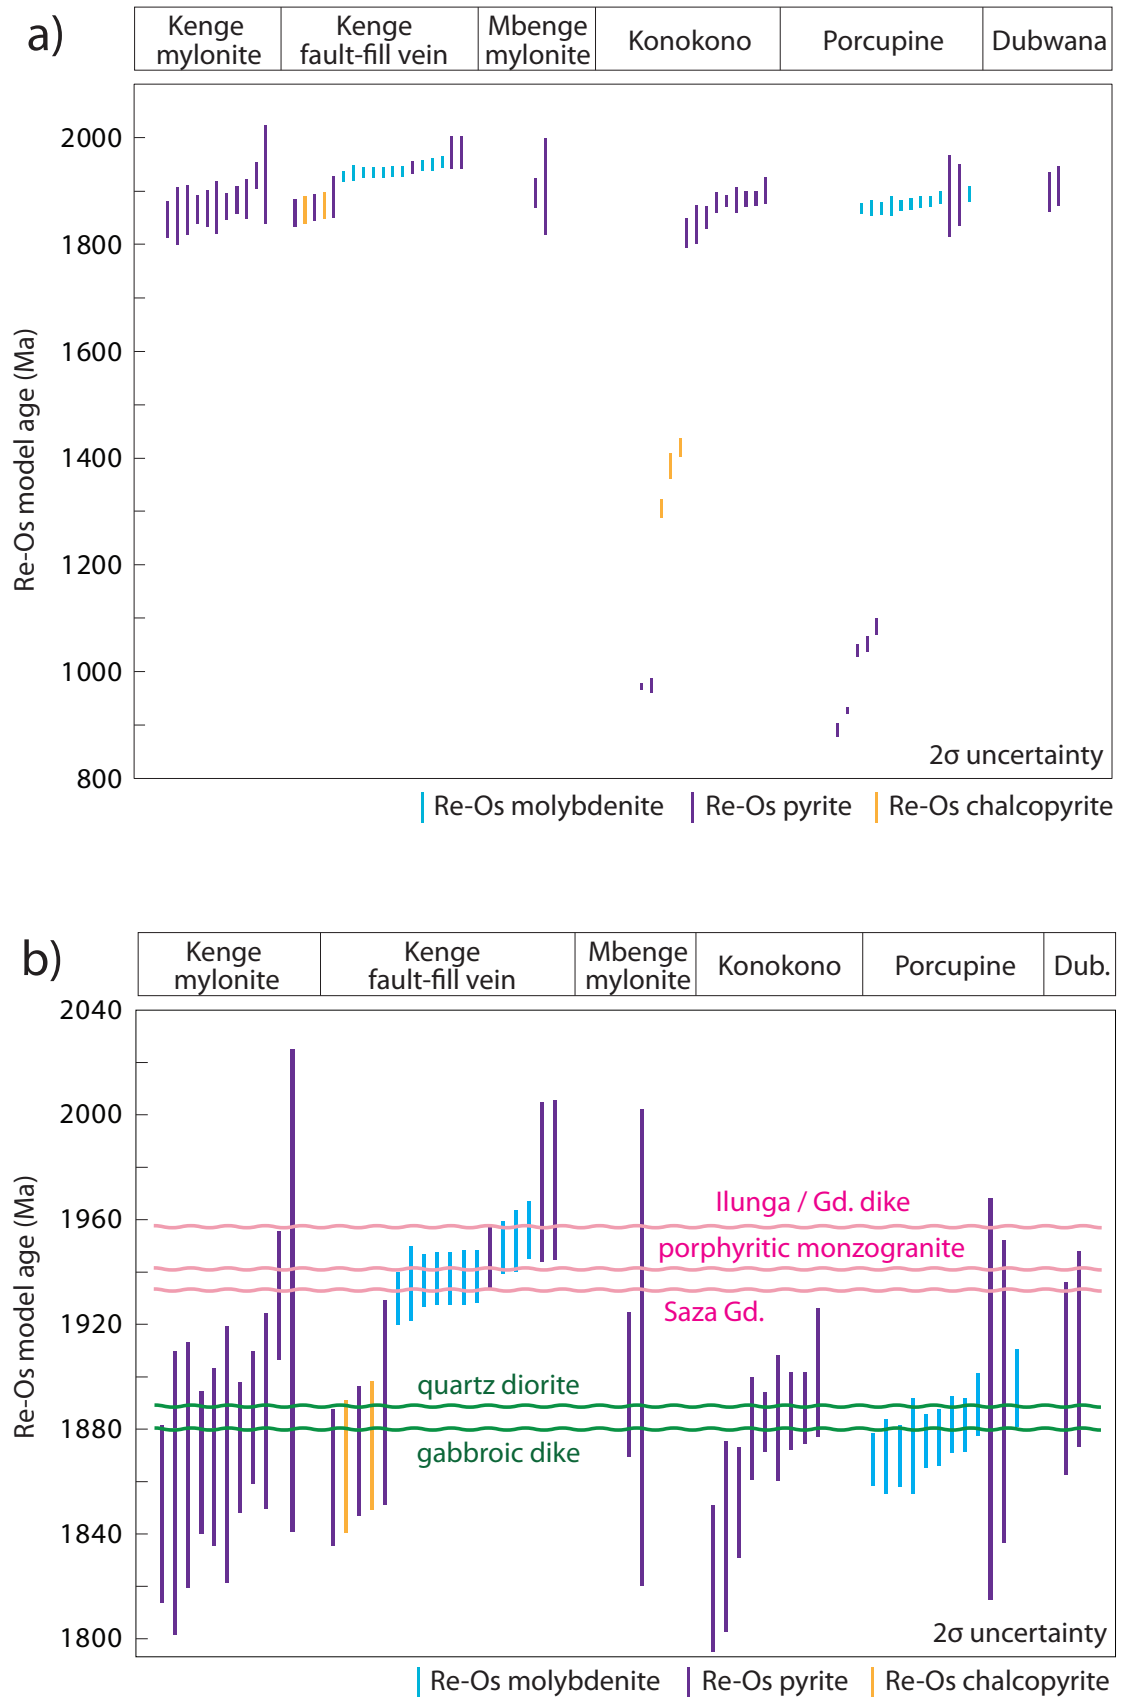 a)
Kenge mylonite
Kenge fault-fill vein
Mbenge mylonite
Konokono
Porcupine
Dubwana
Re-Os model age (Ma)
2000
1800
1600
1400
1200
1000
800
2σ uncertainty
Re-Os molybdenite
Re-Os pyrite
Re-Os chalcopyrite
b)
Kenge mylonite
Kenge fault-fill vein
Mbenge mylonite
Konokono
Porcupine
Dub.
Re-Os model age (Ma)
2040
2000
1960
1920
1880
1840
1800
Ilunga / Gd. dike
porphyritic monzogranite
Saza Gd.
quartz diorite
gabbroic dike
2σ uncertainty
Re-Os molybdenite
Re-Os pyrite
Re-Os chalcopyrite